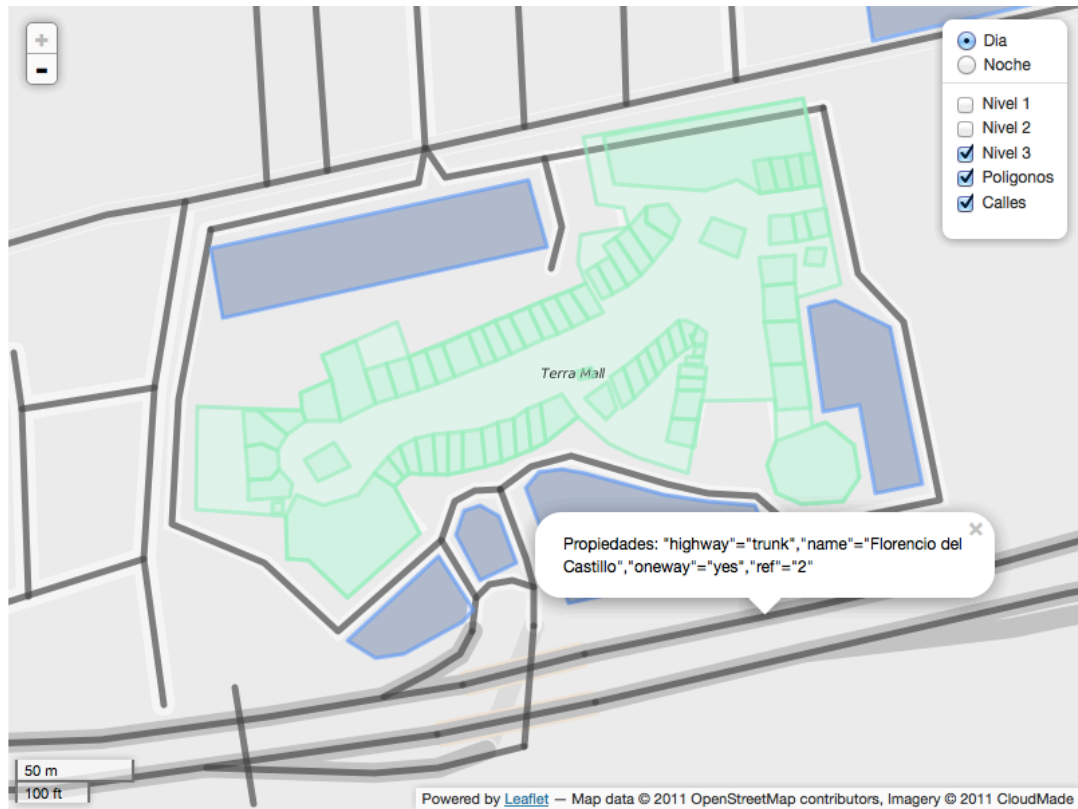 +
-
Dia
Noche
Nivel 1
Nivel 2
Nivel 3
Poligonos
Calles
Terra Mall
×
Propiedades: "highway"="trunk","name"="Florencio del
Castillo","oneway"="yes","ref"="2"
50 m
100 ft
Powered by Leaflet — Map data © 2011 OpenStreetMap contributors, Imagery © 2011 CloudMade